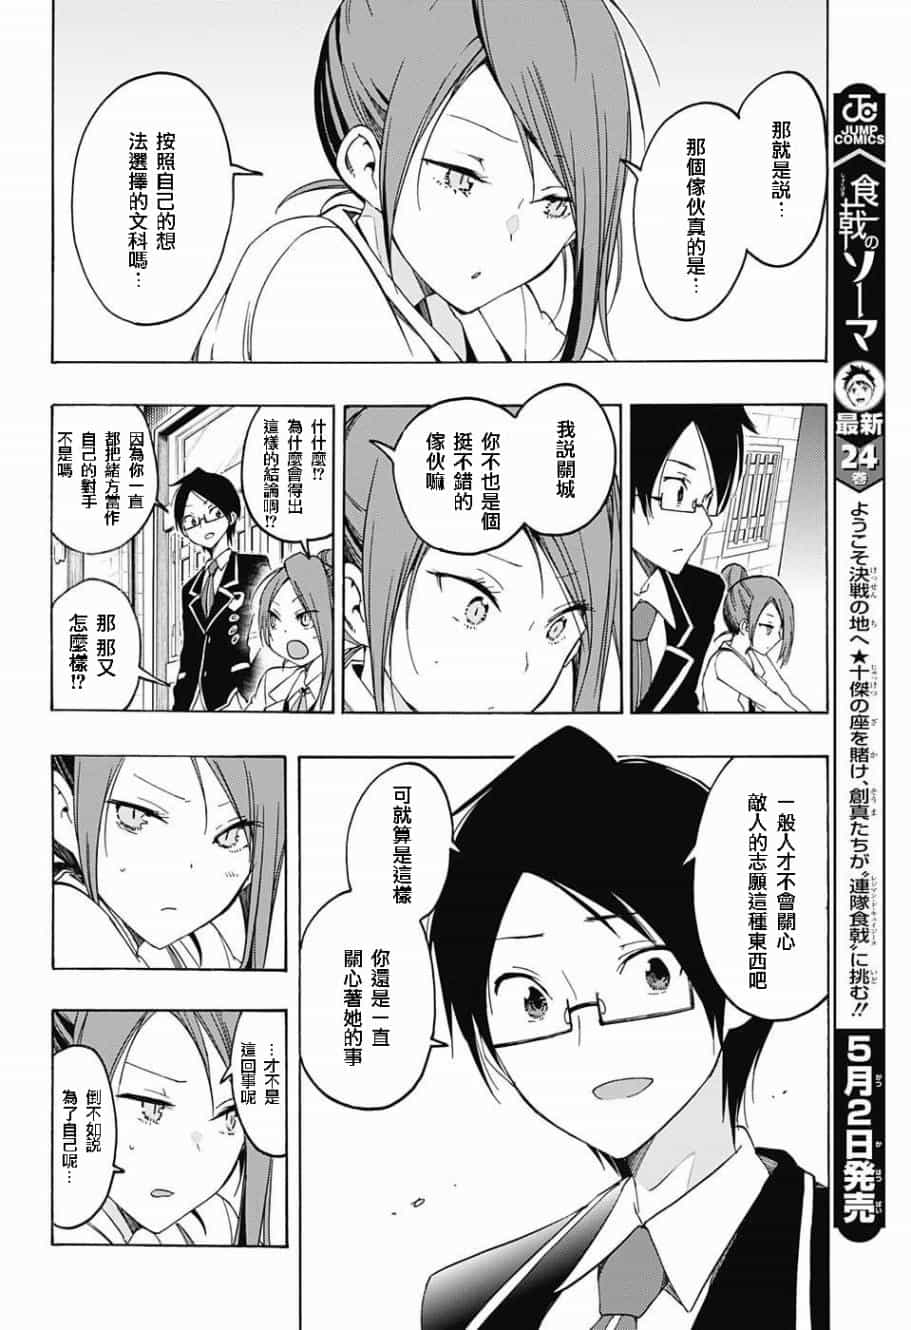 那就是說…
那個傢伙真的是…
按照自己的想
法選擇的文科嗎…
我說關城
你不也是個
挺不錯的
傢伙嘛
什什麼!?
為什麼會得出
這樣的結論啊!?
因為你一直
都把緒方當作
自己的對手
不是嗎
那 那又
怎麼樣!?
一般人才不會關心
敵人的志願這種東西吧
可就算是這樣
你還是一直
關心著她的事
…才不是
這回事呢
倒不如說
為了自己呢…
JUMP
COMICS
食戟のソーマ
最新
24
巻
ようこそ決戦の地へ ★十傑の座を賭け、創真たちが“連隊食戟”に挑む!!
5月2日発売